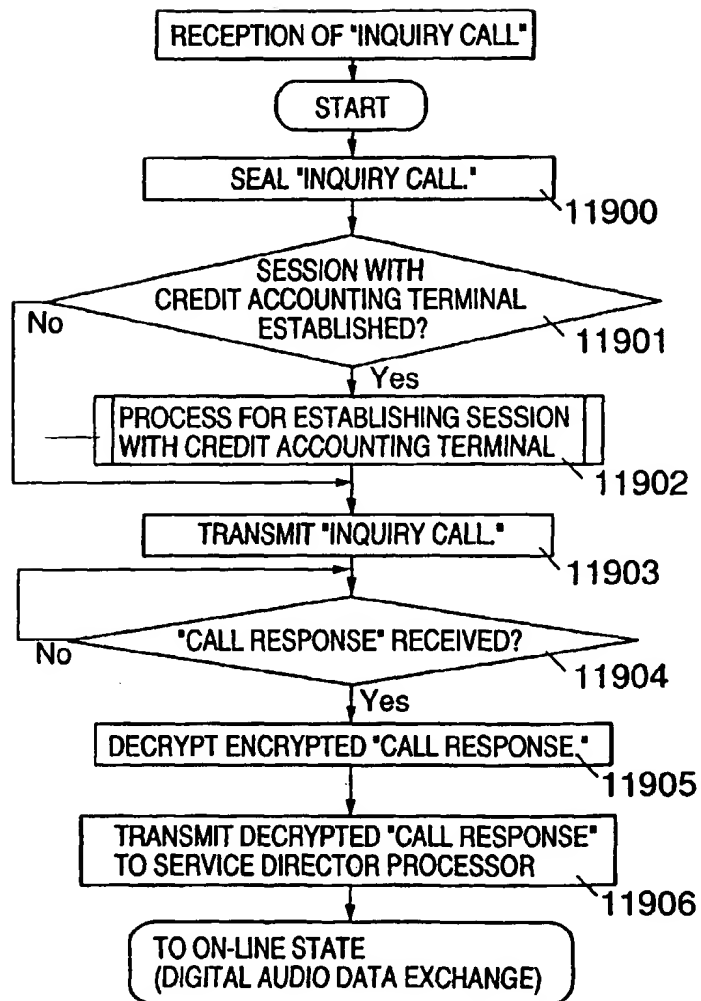 RECEPTION OF "INQUIRY CALL"
START
SEAL "INQUIRY CALL."
11900
SESSION WITH
CREDIT ACCOUNTING TERMINAL
ESTABLISHED?
No
11901
Yes
PROCESS FOR ESTABLISHING SESSION
WITH CREDIT ACCOUNTING TERMINAL
11902
TRANSMIT "INQUIRY CALL."
11903
"CALL RESPONSE" RECEIVED?
No
11904
Yes
DECRYPT ENCRYPTED "CALL RESPONSE."
11905
TRANSMIT DECRYPTED "CALL RESPONSE"
TO SERVICE DIRECTOR PROCESSOR
11906
TO ON-LINE STATE
(DIGITAL AUDIO DATA EXCHANGE)